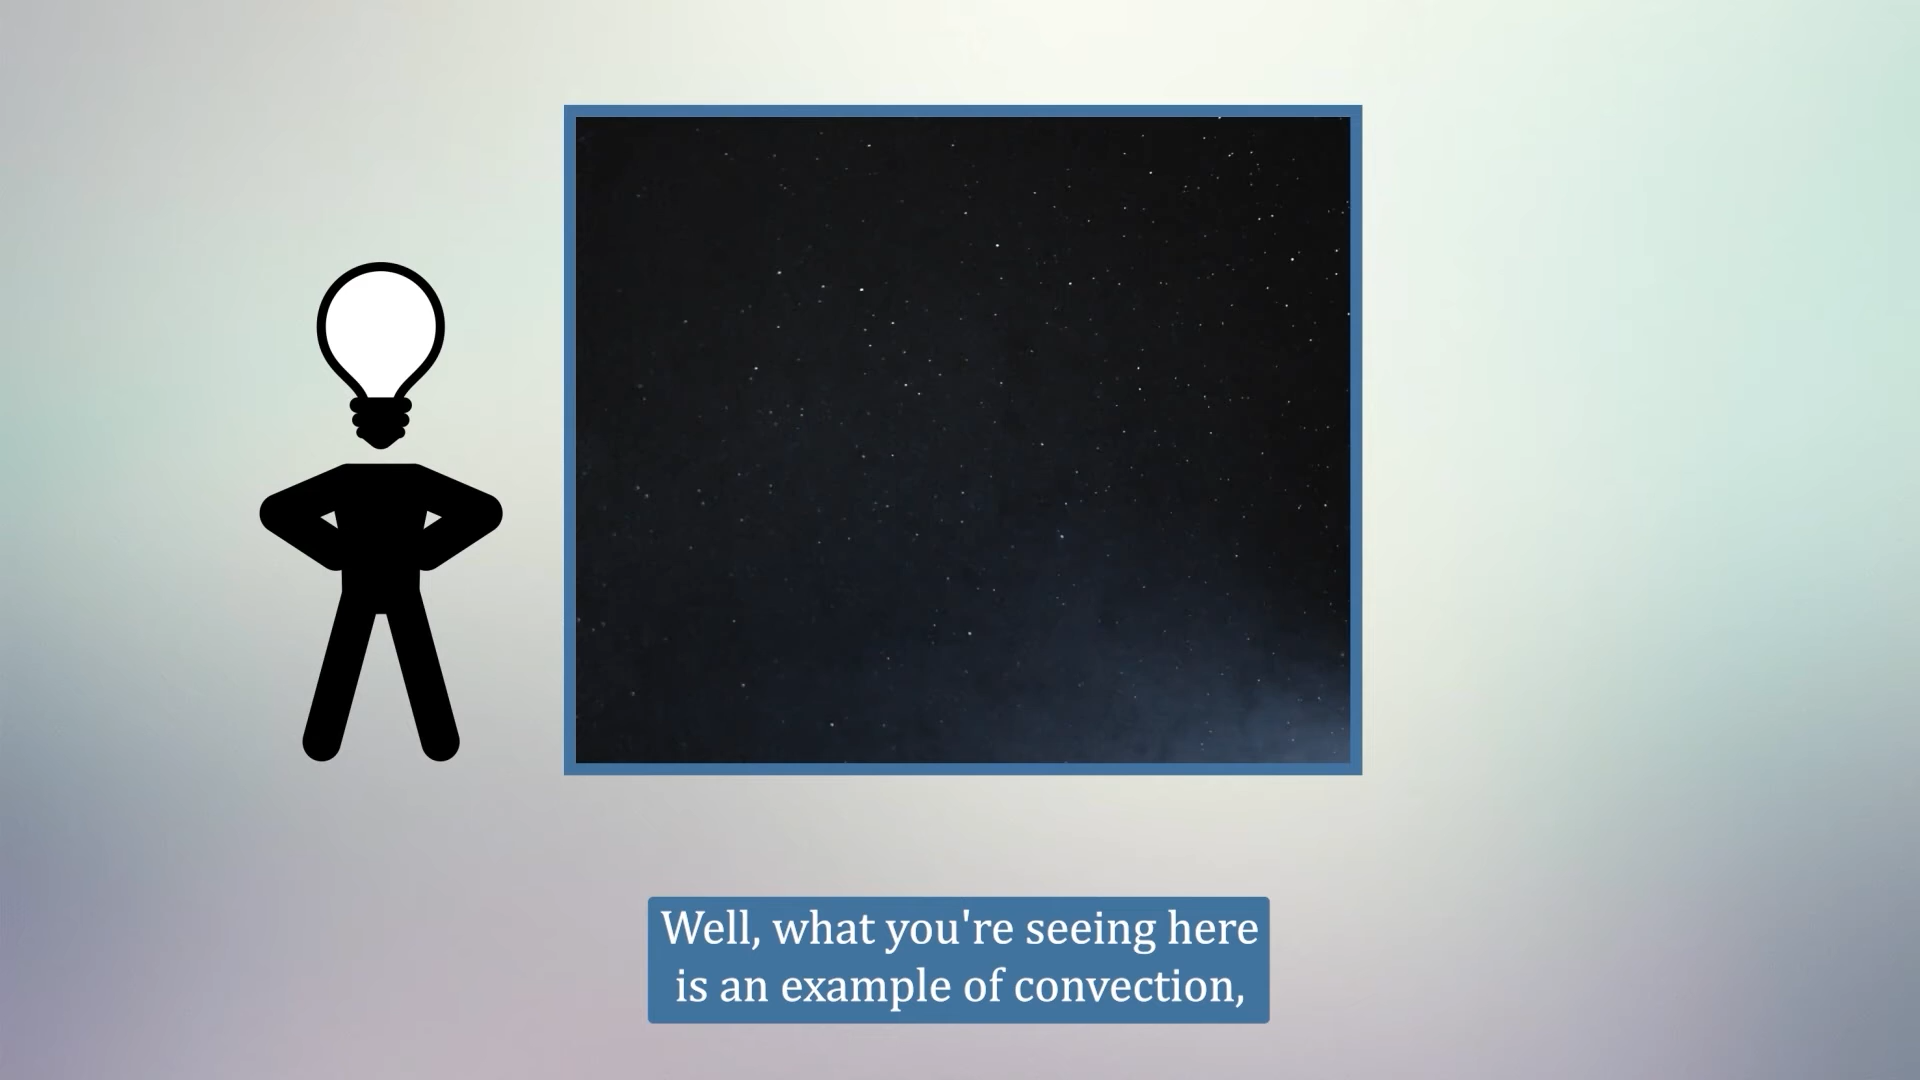 Well, what you're seeing here
is an example of convection,